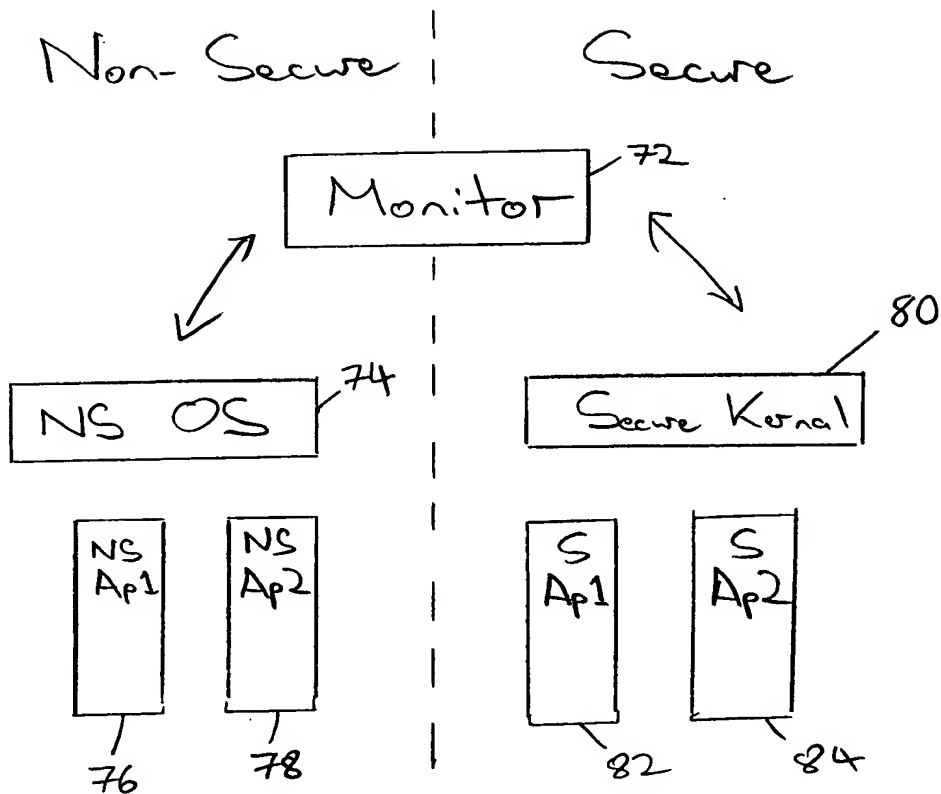 Non-Secure
Secure
Monitor
72
NS OS
74
Secure Kernal
80
NS
Ap1
NS
Ap2
S
Ap1
S
Ap2
76
78
82
84